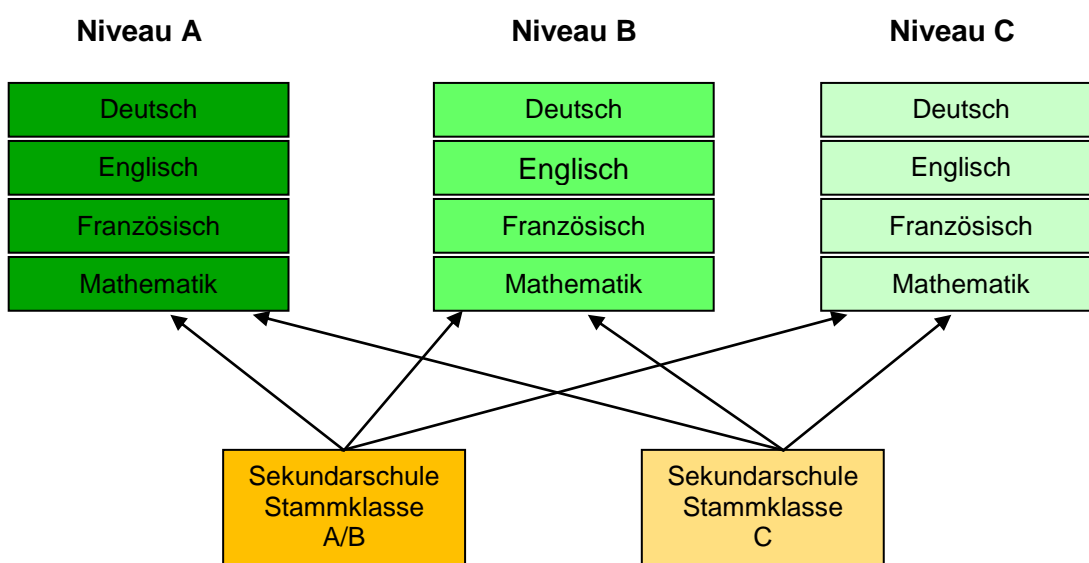 Niveau A
Niveau B
Niveau C
Deutsch
Englisch
Französisch
Mathematik
Deutsch
Englisch
Französisch
Mathematik
Deutsch
Englisch
Französisch
Mathematik
Sekundarschule
Stammklasse
A/B
Sekundarschule
Stammklasse
C